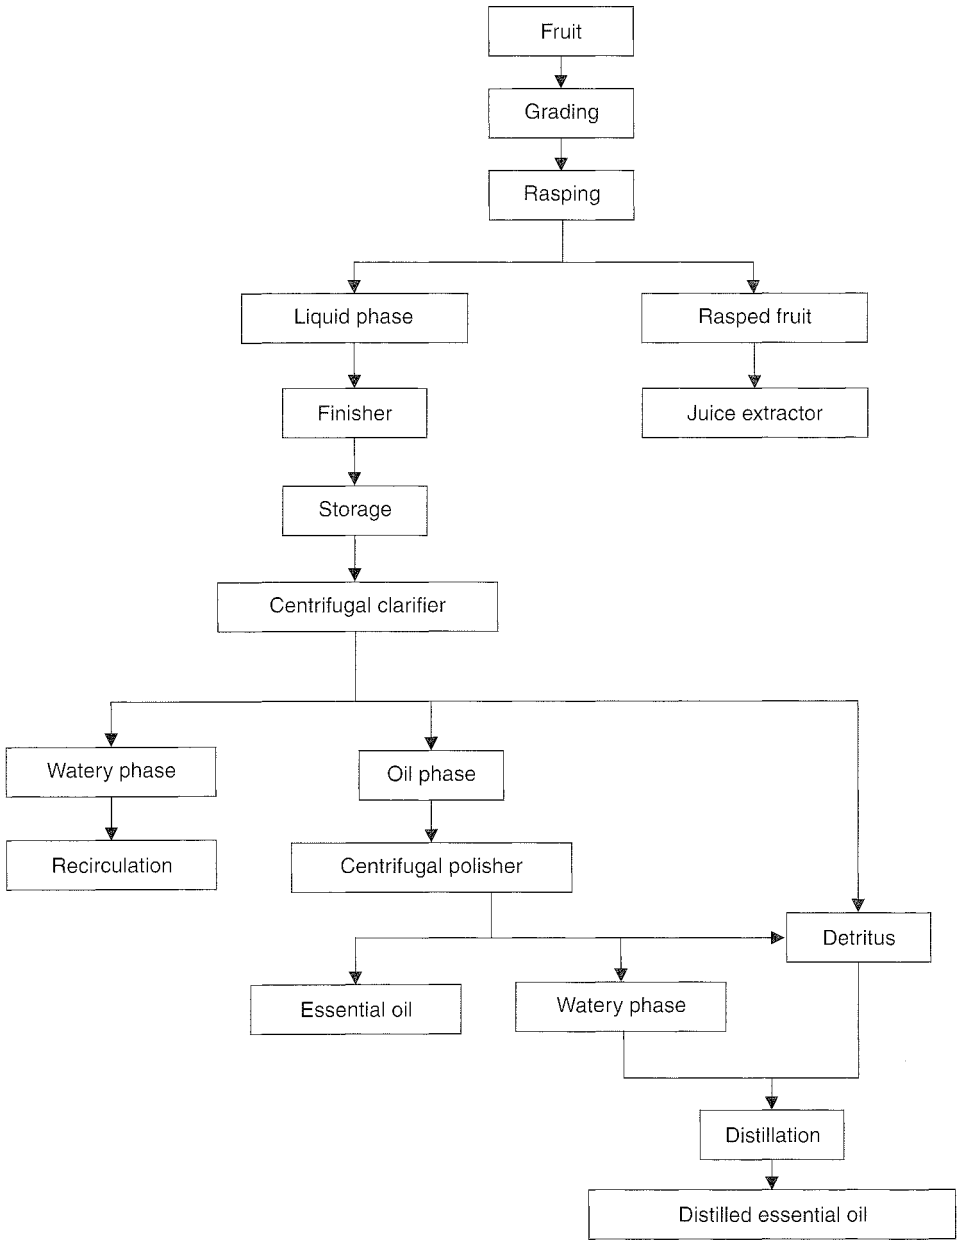 Fruit
Grading
Rasping
Liquid phase
Rasped fruit
Finisher
Juice extractor
Storage
Centrifugal clarifier
Watery phase
Oil phase
Recirculation
Centrifugal polisher
Detritus
Essential oil
Watery phase
Distillation
Distilled essential oil